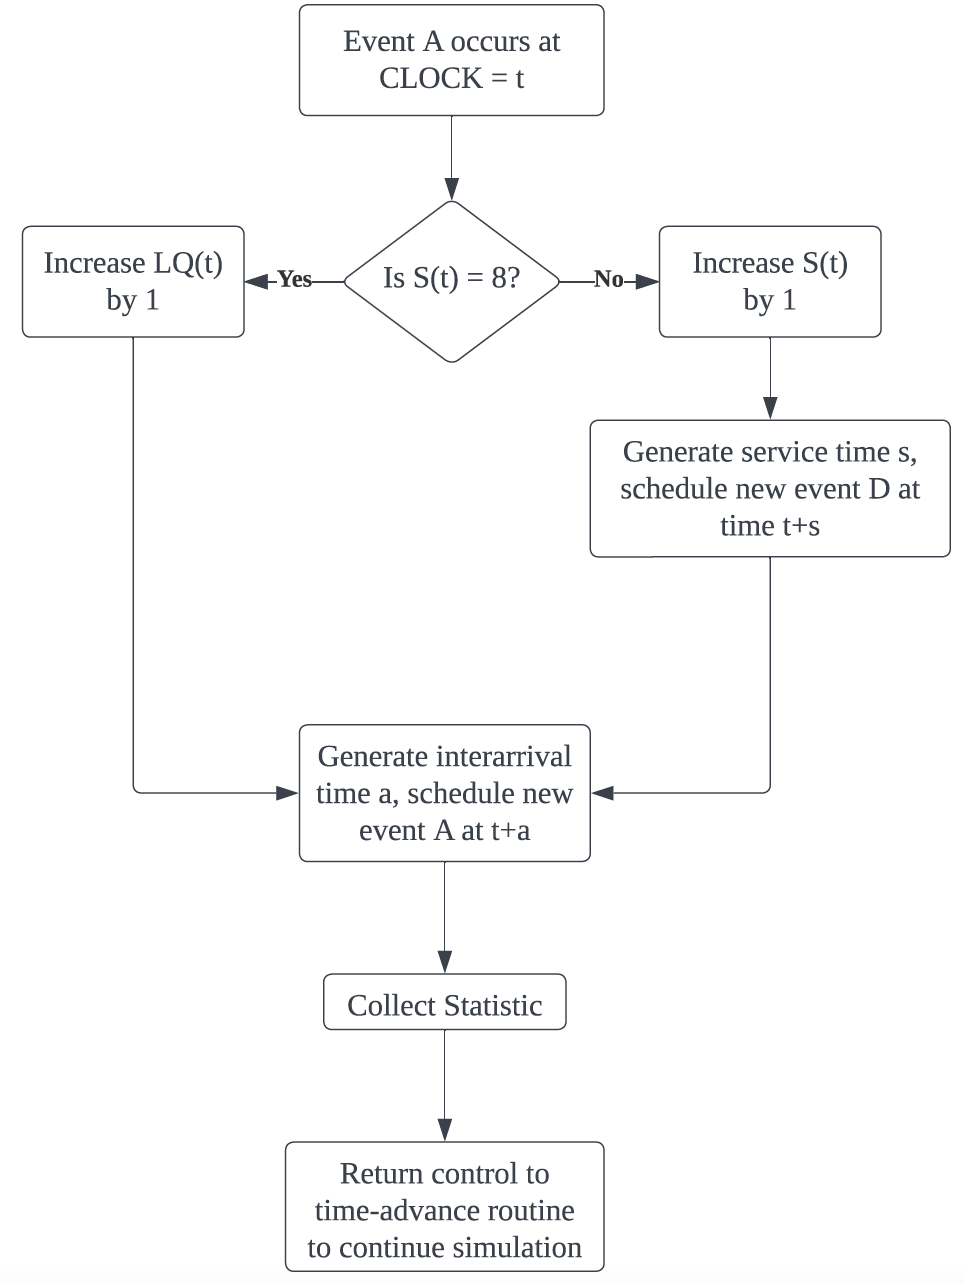 Event A occurs at
CLOCK = t
Is S(t) = 8?
Yes
No
Increase LQ(t)
by 1
Increase S(t)
by 1
Generate service time s,
schedule new event D at
time t+s
Generate interarrival
time a, schedule new
event A at t+a
Collect Statistic
Return control to
time-advance routine
to continue simulation